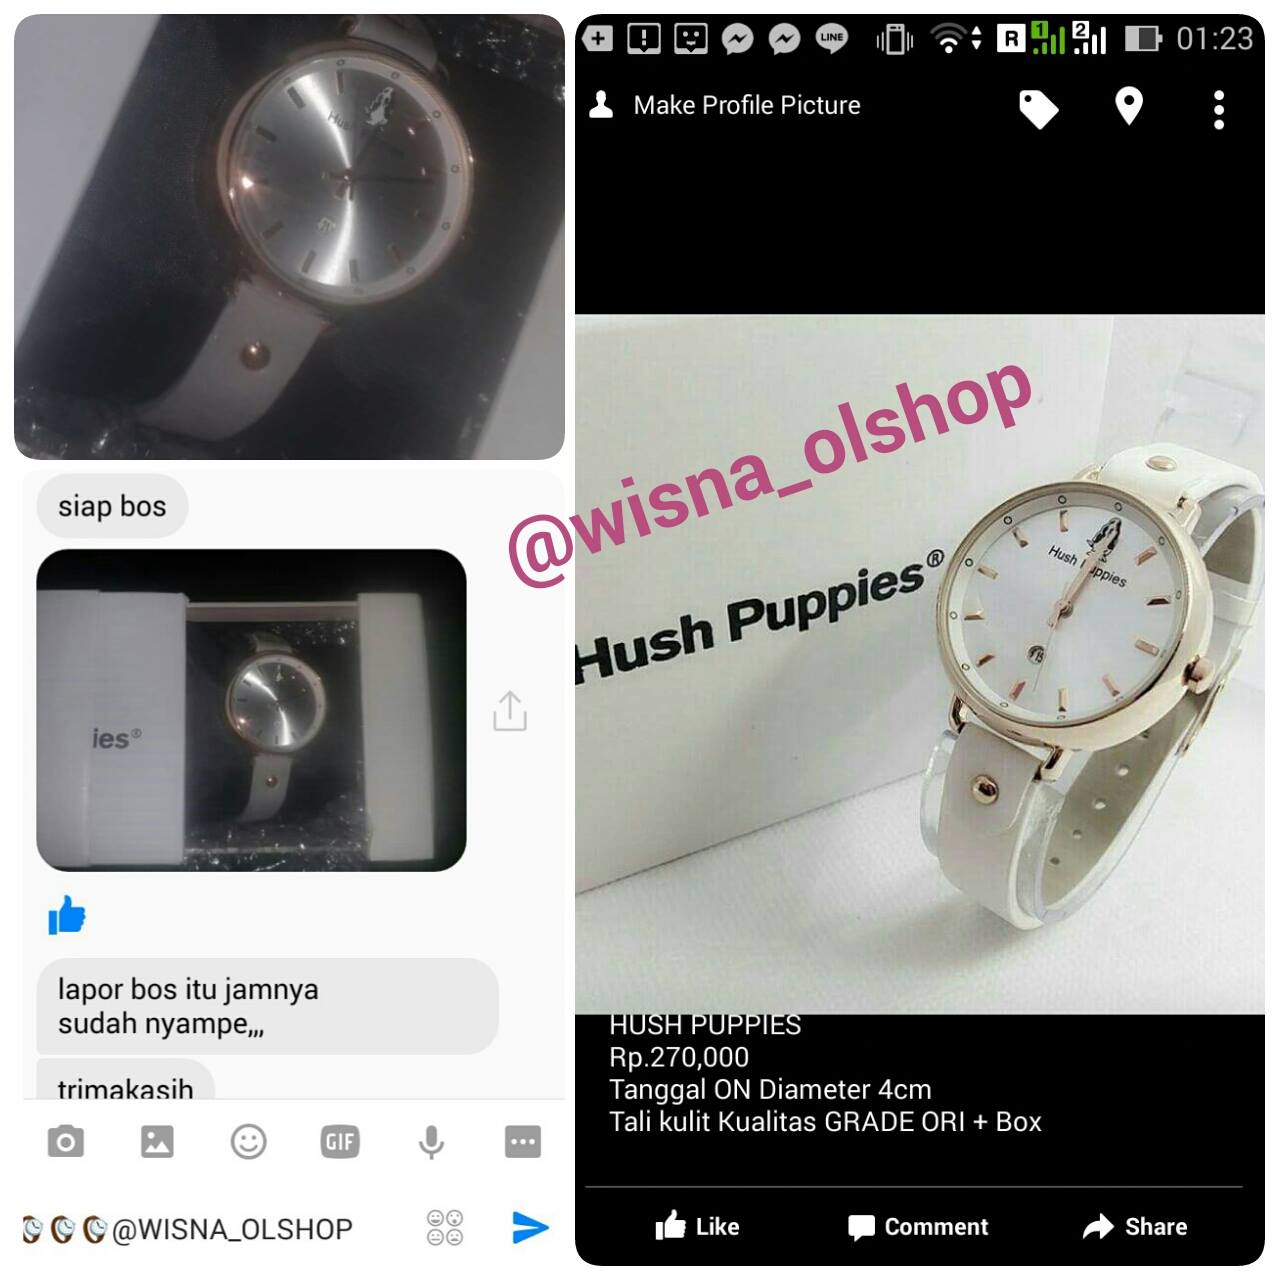 Hush
siap bos
ies®
lapor bos itu jamnya
sudah nyampe,,,
trimakasih
GIF
@WISNA_OLSHOP
LINE
R
1
2
01:23
Make Profile Picture
@wisna_olshop
Hush Puppies®
Hush Puppies
HUSH PUPPIES
Rp.270,000
Tanggal ON Diameter 4cm
Tali kulit Kualitas GRADE ORI + Box
Like
Comment
Share